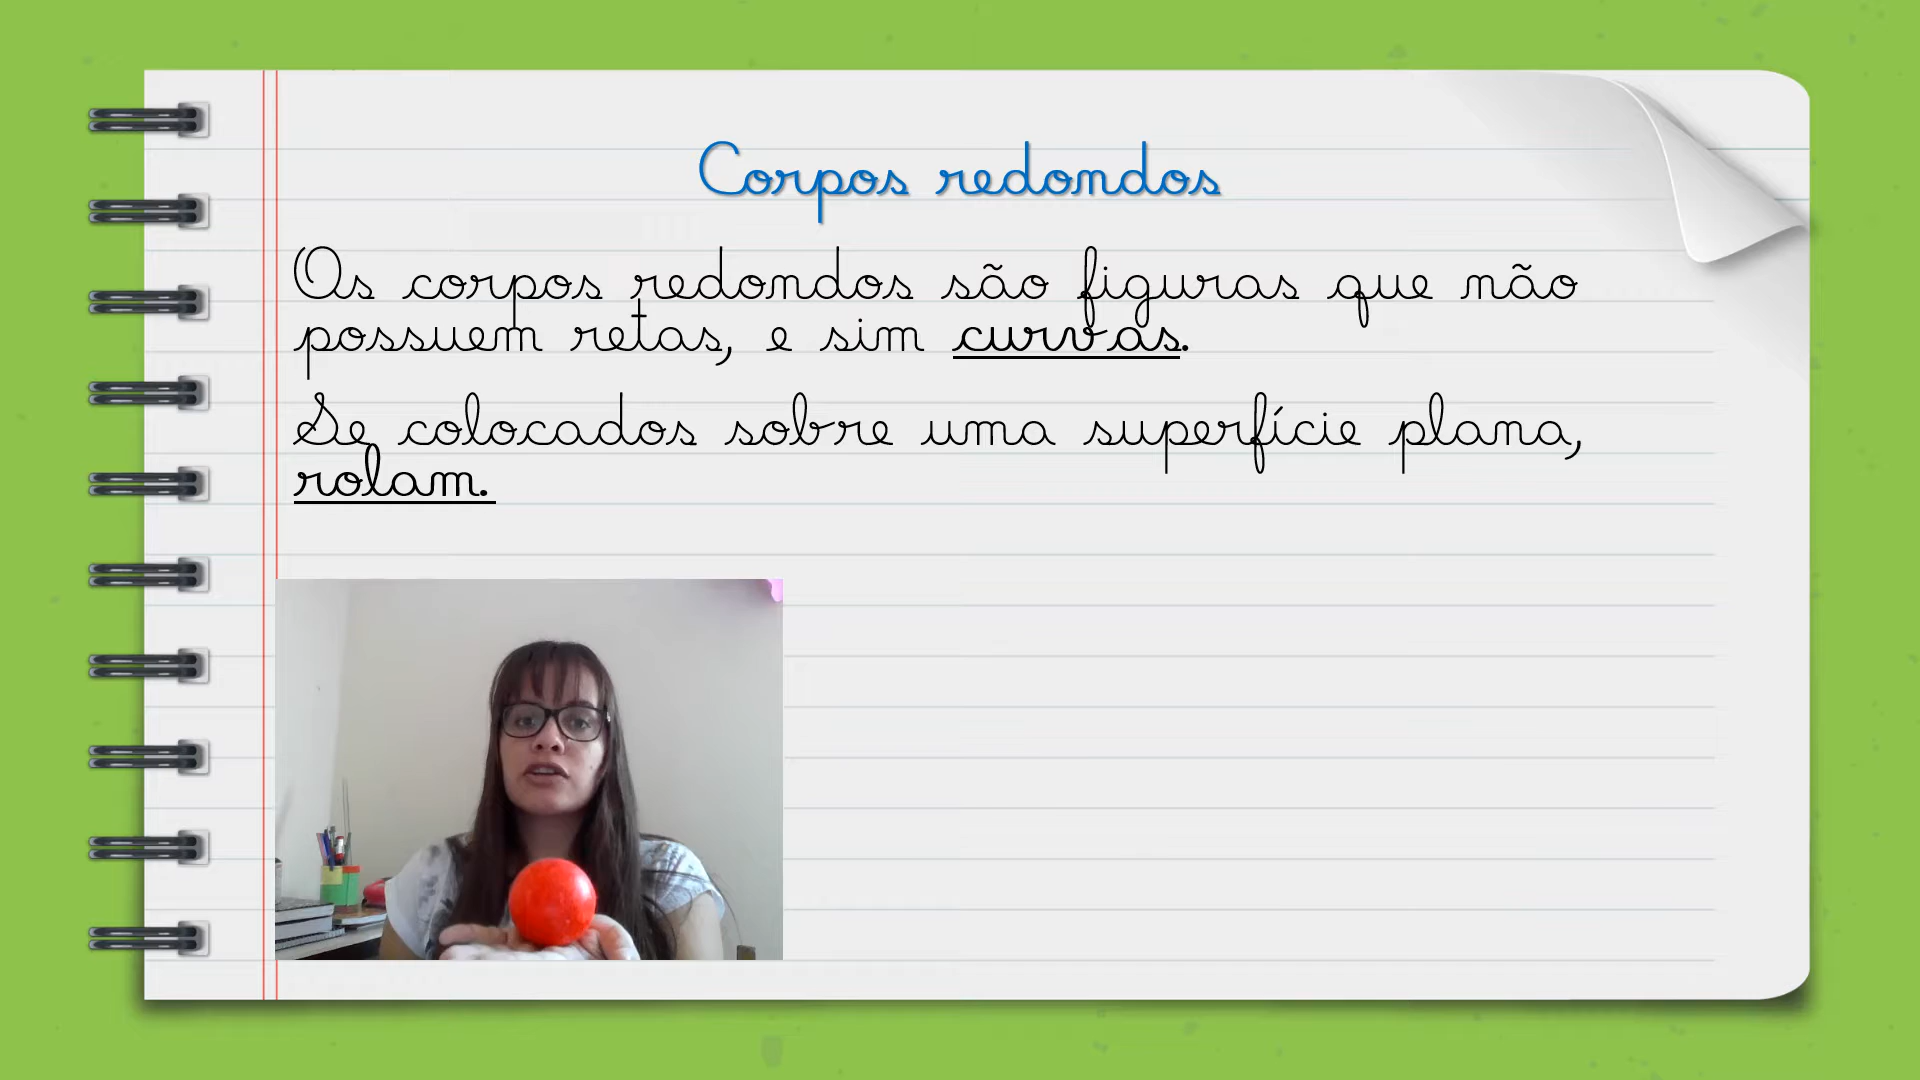 Corpos redondos
Os corpos redondos são figuras que não
possuem retas, e sim curvas.
Se colocados sobre uma superfície plana,
rolam.